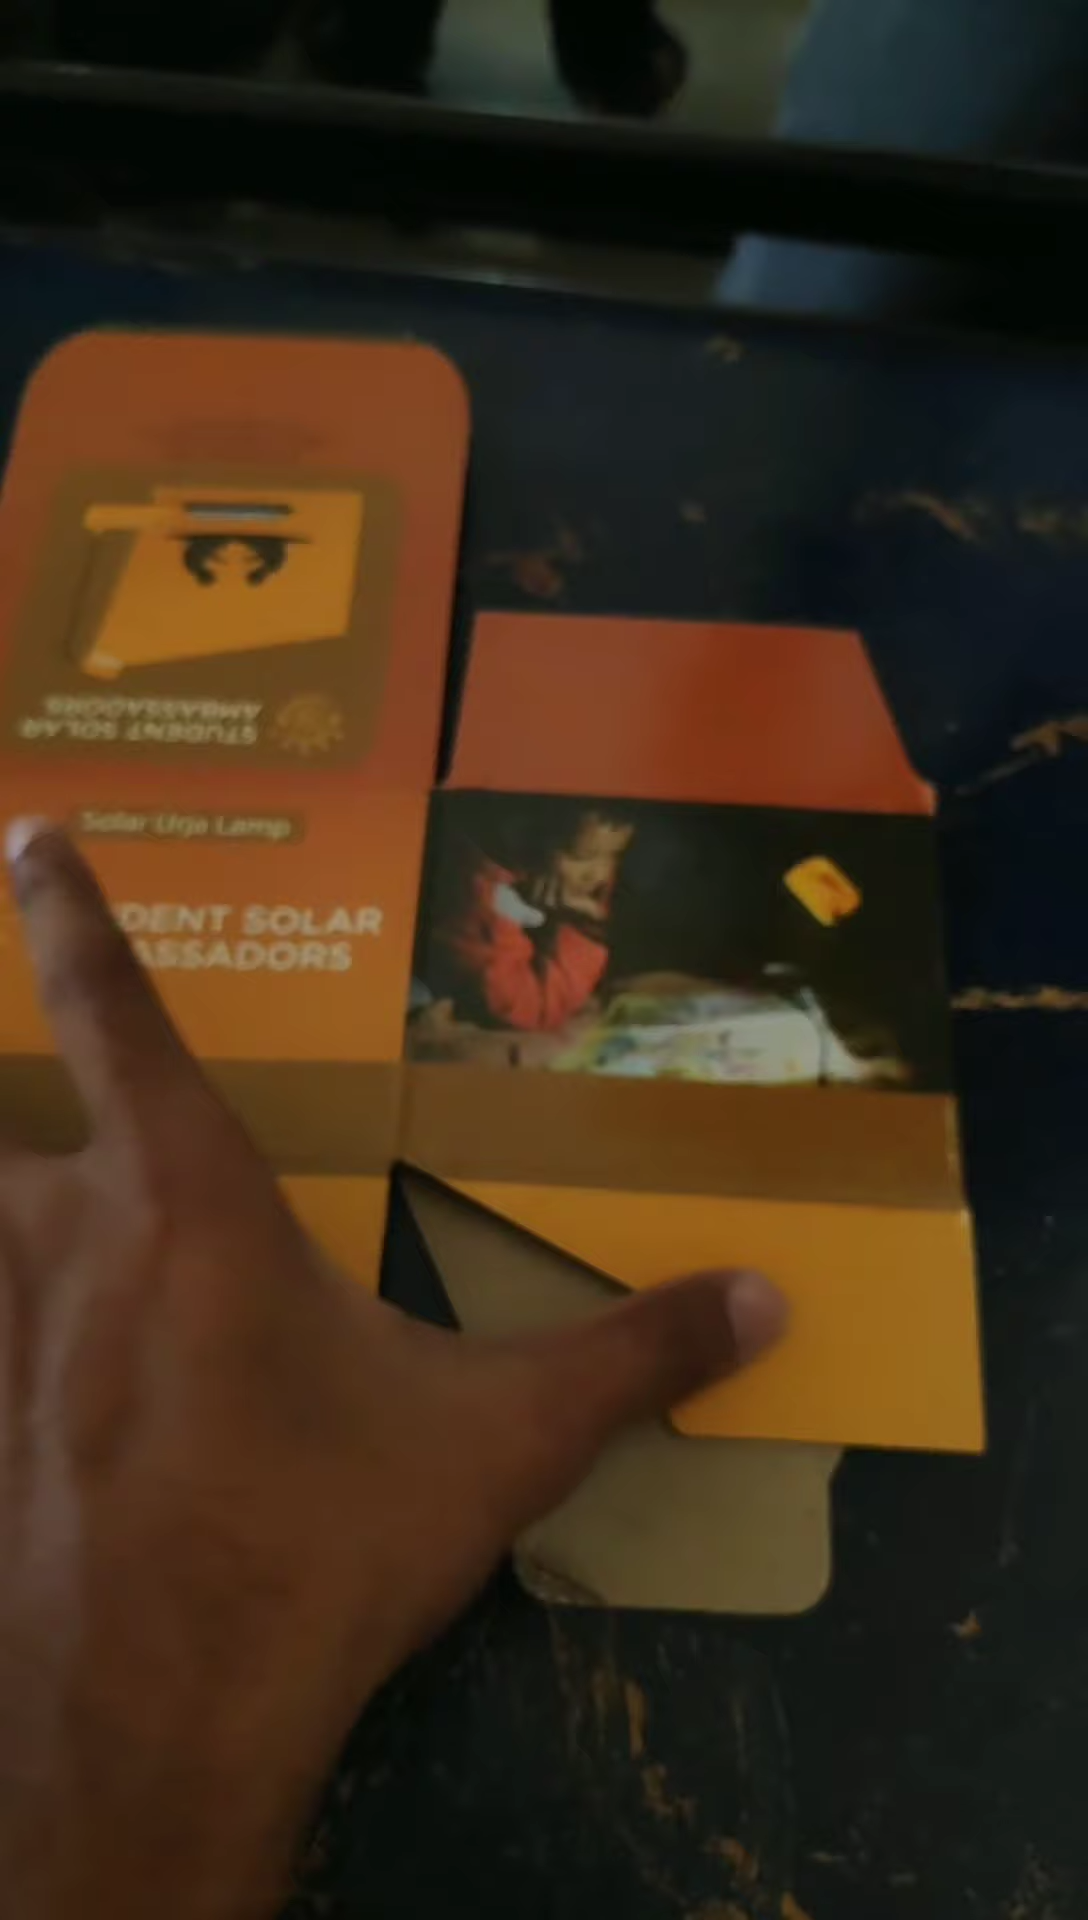 STUDENT SOLAR
AMBASSADORS
Solar Urja Lamp
DENT SOLAR
ASSADORS